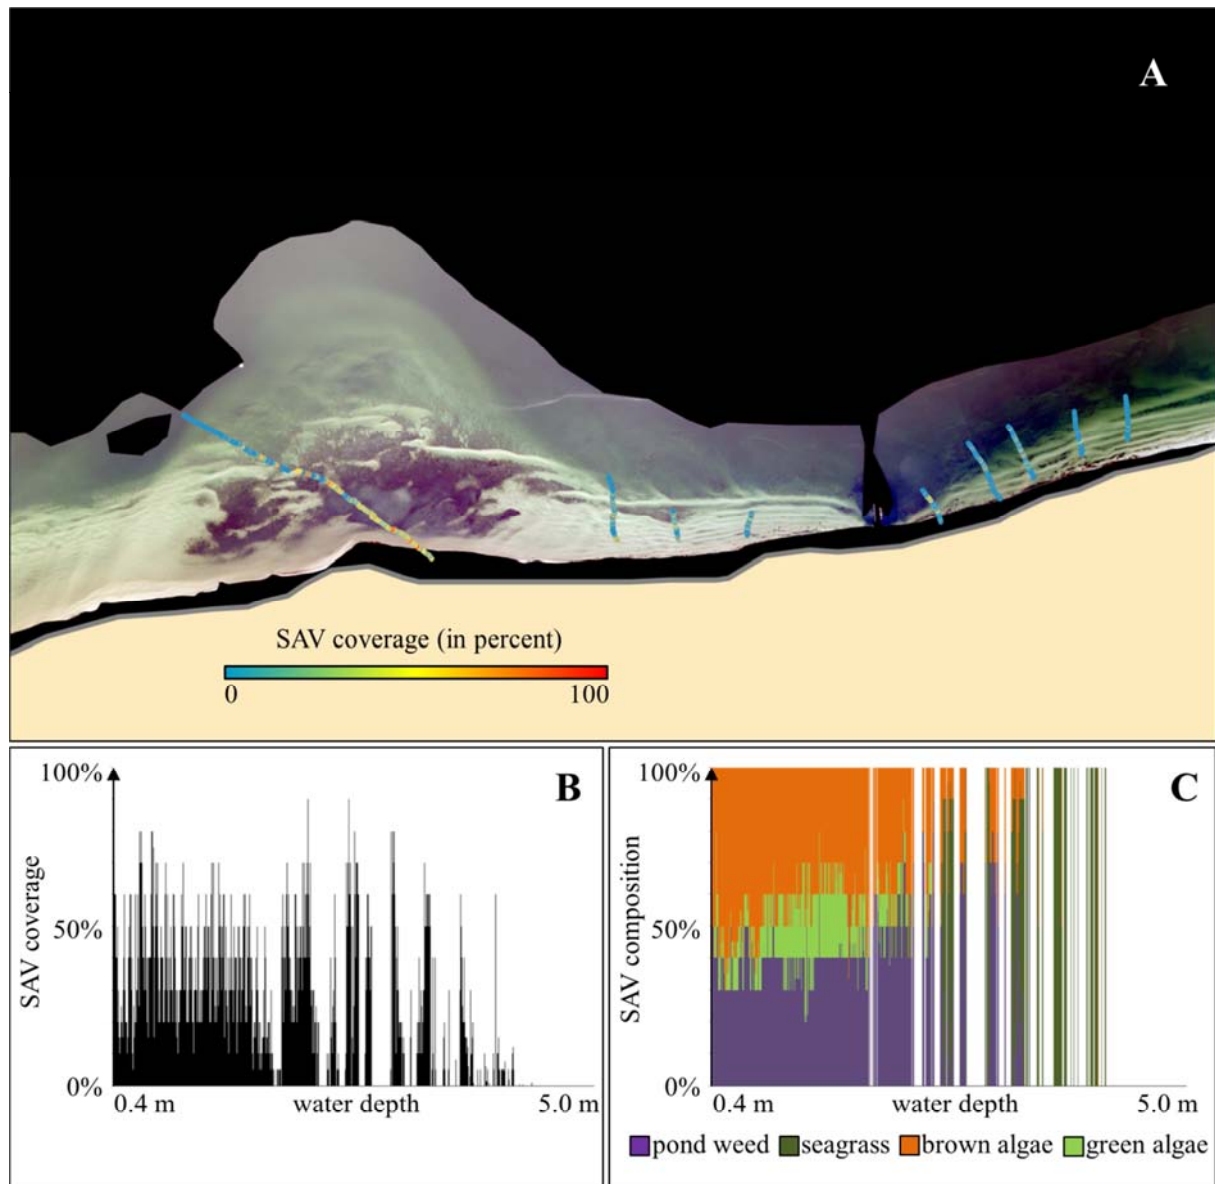 A
SAV coverage (in percent)
0 100
100%
B
SAV coverage
50%
0%
0.4 m water depth 5.0 m
100%
C
SAV composition
50%
0%
0.4 m water depth 5.0 m
pond weed seagrass brown algae green algae